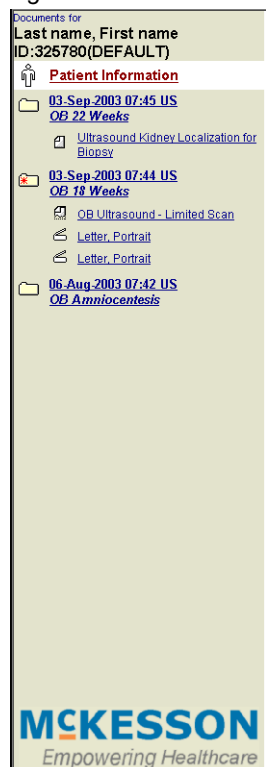 Documents for
Last name, First name
ID:325780(DEFAULT)
Patient Information
03-Sep-2003 07:45 US
OB 22 Weeks
Ultrasound Kidney Localization for
Biopsy
03-Sep-2003 07:44 US
OB 18 Weeks
OB Ultrasound - Limited Scan
Letter, Portrait
Letter, Portrait
06-Aug-2003 07:42 US
OB Amniocentesis
MCKESSON
Empowering Healthcare